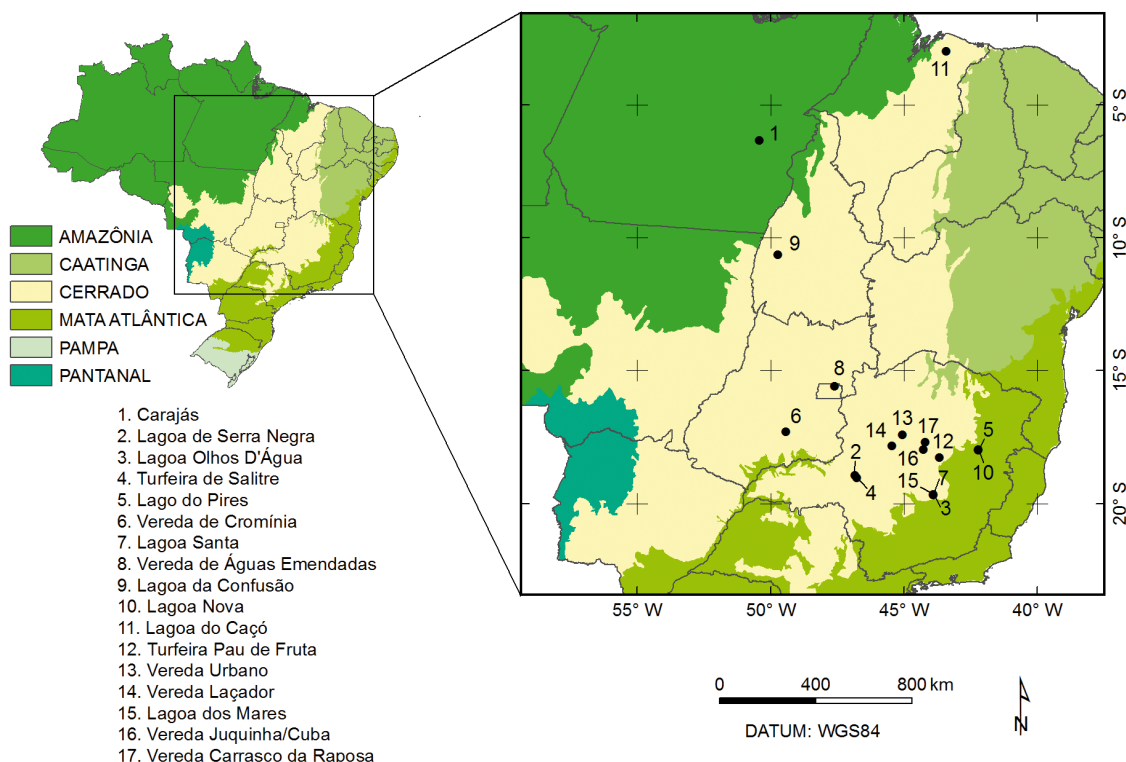 AMAZÔNIA
CAATINGA
CERRADO
MATA ATLÂNTICA
PAMPA
PANTANAL
1. Carajás
2. Lagoa de Serra Negra
3. Lagoa Olhos D'Água
4. Turfeira de Salitre
5. Lago do Pires
6. Vereda de Cromínia
7. Lagoa Santa
8. Vereda de Águas Emendadas
9. Lagoa da Confusão
10. Lagoa Nova
11. Lagoa do Caçó
12. Turfeira Pau de Fruta
13. Vereda Urbano
14. Vereda Laçador
15. Lagoa dos Mares
16. Vereda Juquinha/Cuba
17. Vereda Carrasco da Raposa
11
1
9
8
6
13
14
17
12
16
5
10
2
4
15
7
3
5° S
10° S
15° S
20° S
55° W
50° W
45° W
40° W
0
400
800 km
DATUM: WGS84
N